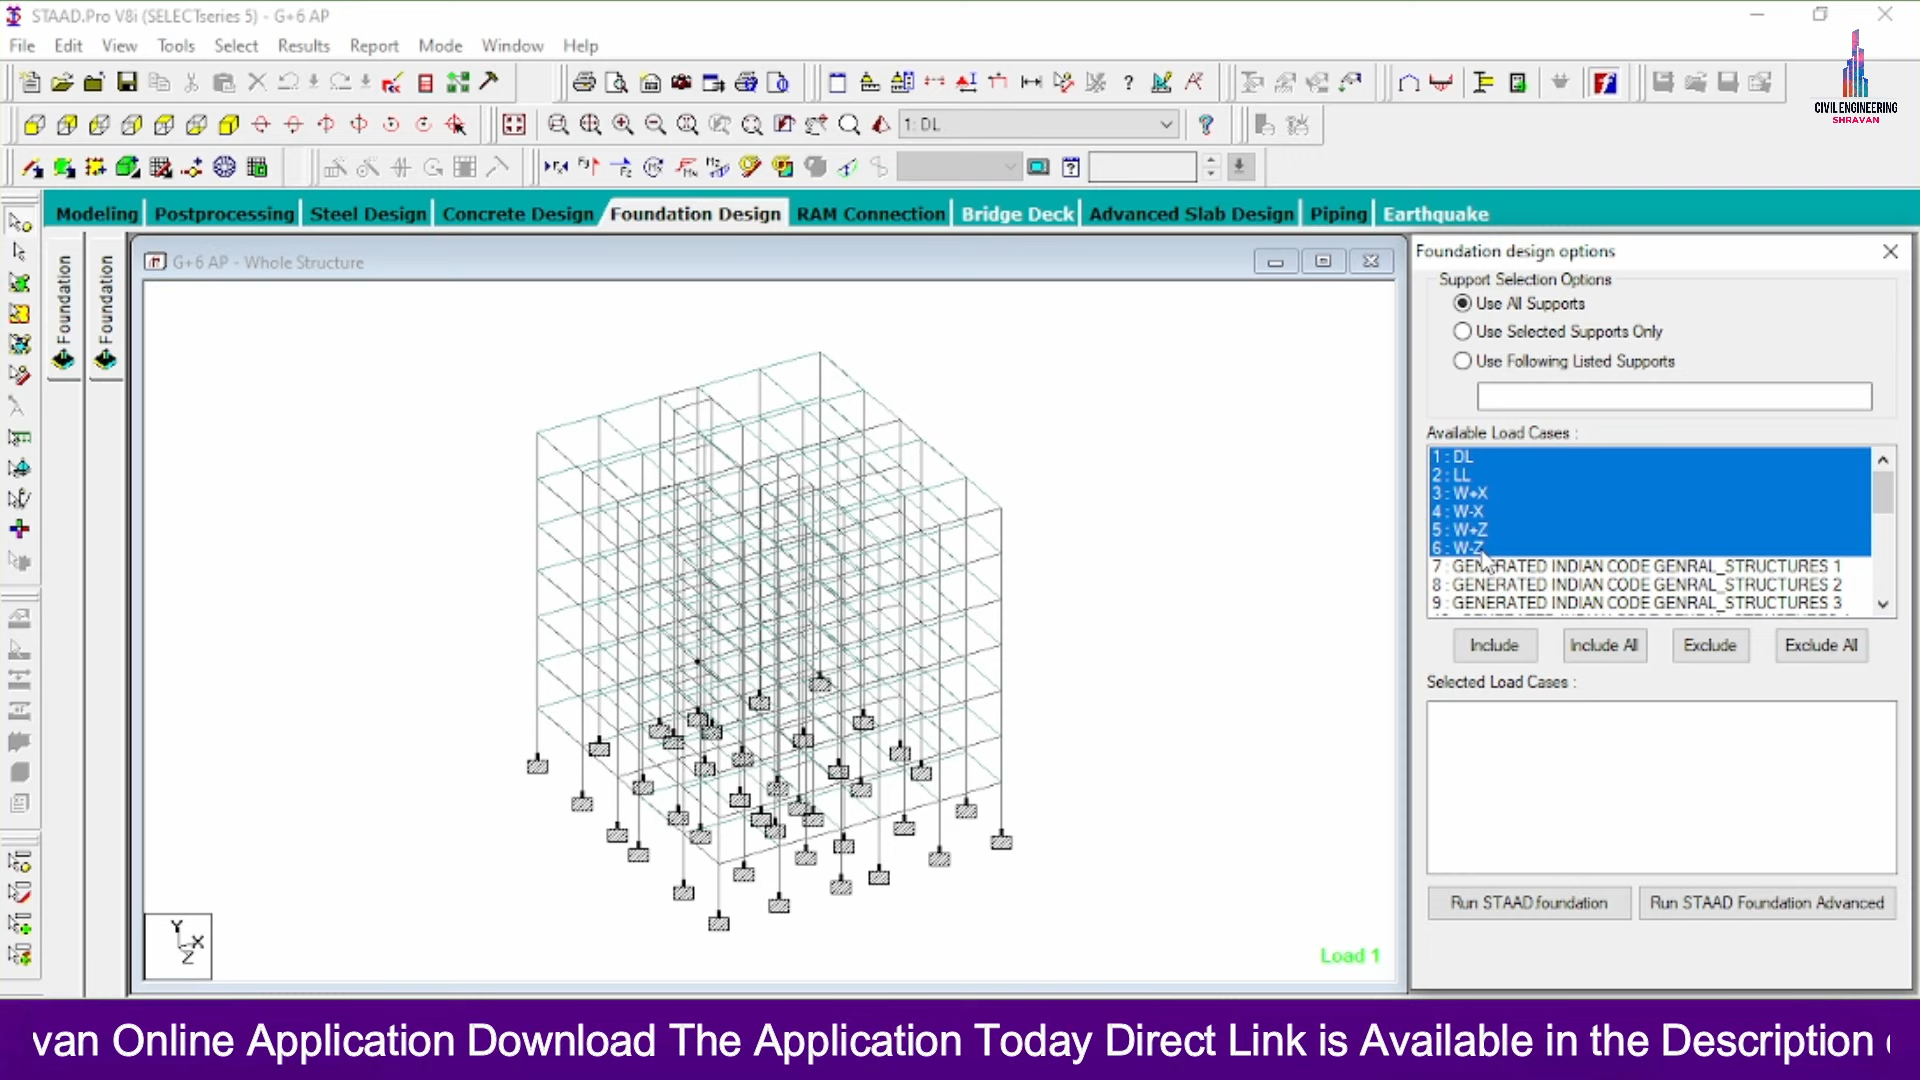 STAAD.Pro V8i (SELECTseries 5) - G+6 AP
File Edit View Tools Select Results Report Mode Window Help
CIVIL ENGINEERING
SHRAVAN
1: DL
Modeling Postprocessing Steel Design Concrete Design Foundation Design RAM Connection Bridge Deck Advanced Slab Design Piping Earthquake
Foundation
Foundation
G+6 AP - Whole Structure
Foundation design options
Support Selection Options
Use All Supports
Use Selected Supports Only
Use Following Listed Supports
Available Load Cases :
1 : DL
2 : LL
3 : W+X
4 : W-X
5 : W+Z
6 : W-Z
7 : GENERATED INDIAN CODE GENRAL_STRUCTURES 1
8 : GENERATED INDIAN CODE GENRAL_STRUCTURES 2
9 : GENERATED INDIAN CODE GENRAL_STRUCTURES 3
Include Include All Exclude Exclude All
Selected Load Cases :
Run STAAD.foundation Run STAAD Foundation Advanced
Y
X
Z
Load 1
van Online Application Download The Application Today Direct Link is Available in the Description